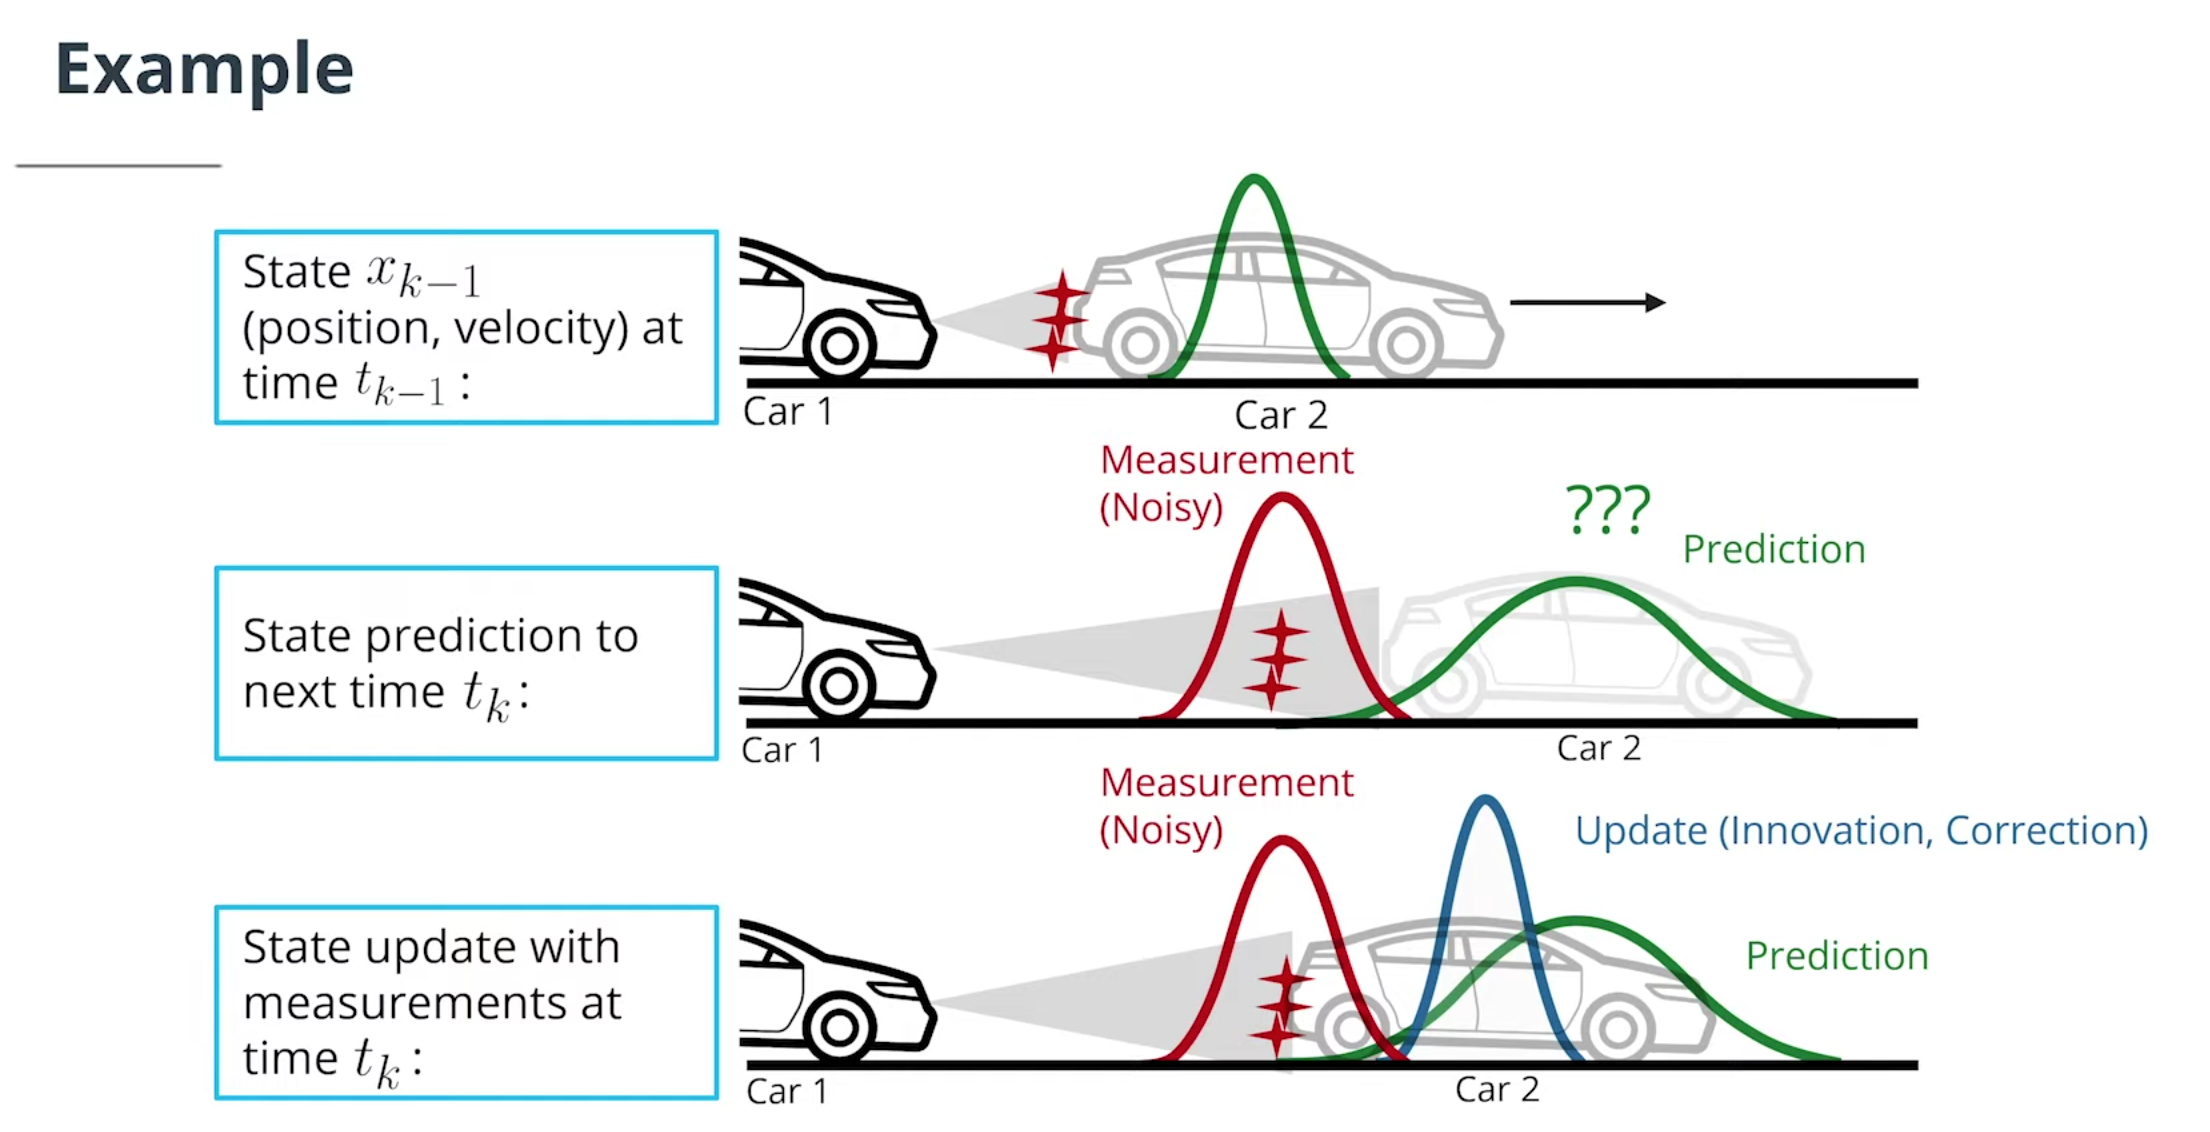 Example
State x_{k-1}
(position, velocity) at
time t_{k-1} :
Car 1
Car 2
Measurement
(Noisy)
???
Prediction
State prediction to
next time t_k:
Car 1
Car 2
Measurement
(Noisy)
Update (Innovation, Correction)
Prediction
State update with
measurements at
time t_k:
Car 1
Car 2